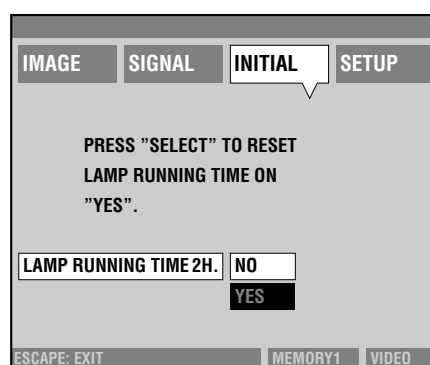 IMAGE SIGNAL INITIAL SETUP
PRESS ”SELECT” TO RESET
LAMP RUNNING TIME ON
”YES”.
LAMP RUNNING TIME 2H. NO
YES
ESCAPE: EXIT MEMORY1 VIDEO